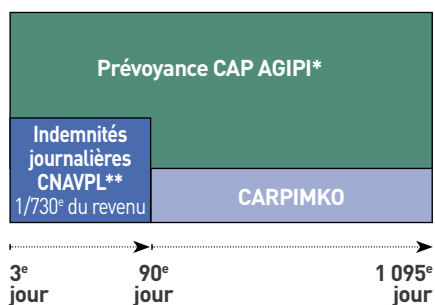 Prévoyance CAP AGIPI*
Indemnités
journalières
CNAVPL**
1/730e du revenu
CARPIMKO
3e
jour
90e
jour
1 095e
jour